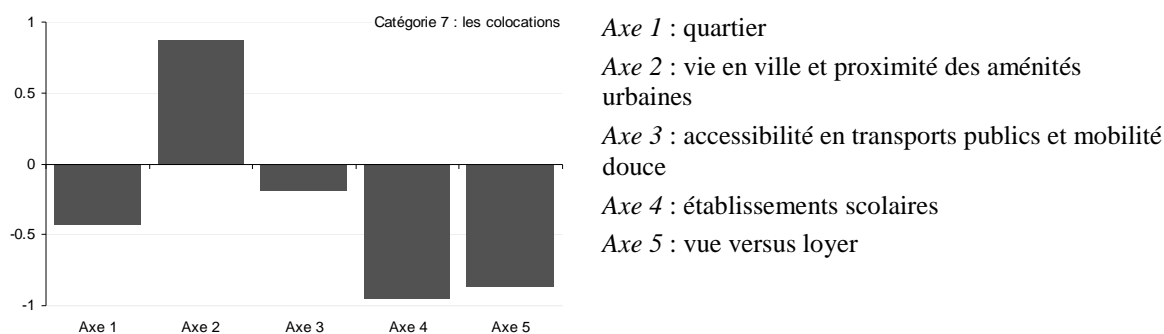 Catégorie 7 : les colocations
1
0.5
0
-0.5
-1
Axe 1
Axe 2
Axe 3
Axe 4
Axe 5
Axe 1 : quartier
Axe 2 : vie en ville et proximité des aménités
urbaines
Axe 3 : accessibilité en transports publics et mobilité
douce
Axe 4 : établissements scolaires
Axe 5 : vue versus loyer